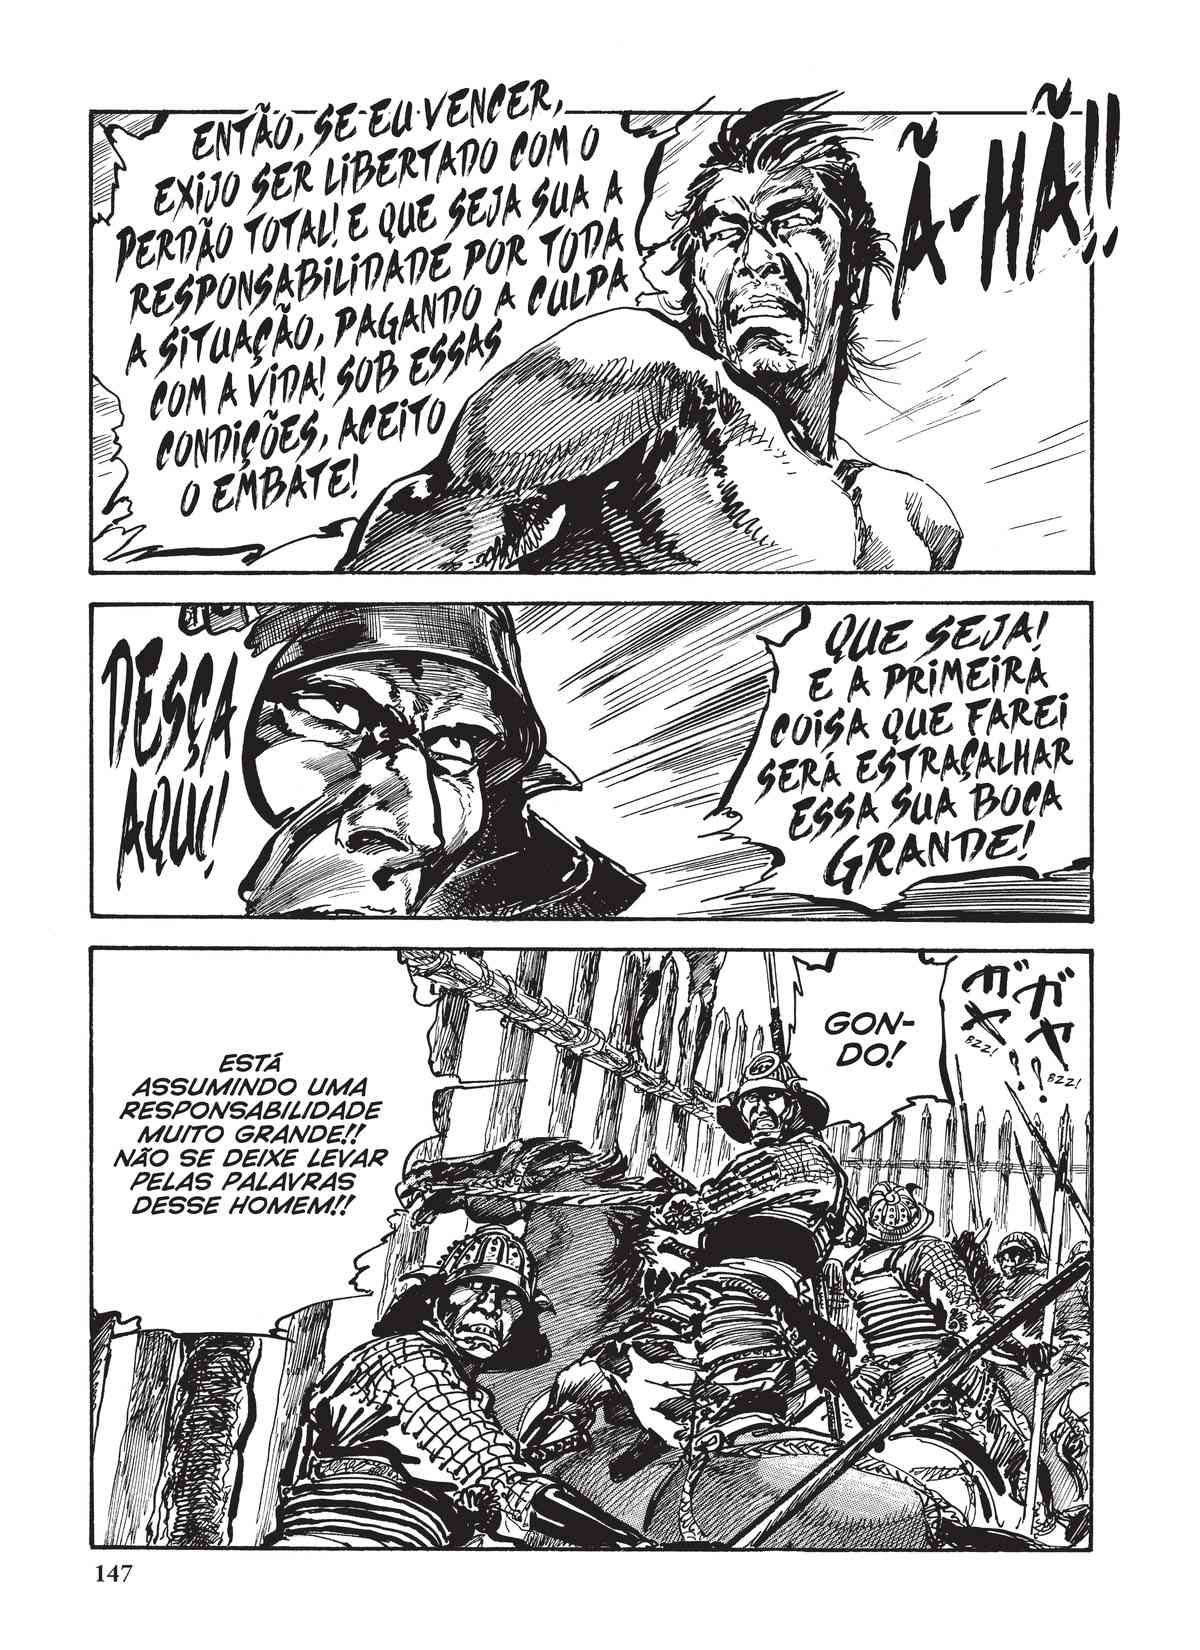 Ã-HÃ!!
ENTÃO, SE EU VENCER,
EXIJO SER LIBERTADO COM O
PERDÃO TOTAL! E QUE SEJA SUA A
RESPONSABILIDADE POR TODA
A SITUAÇÃO, PAGANDO A CULPA
COM A VIDA! SOB ESSAS
CONDIÇÕES, ACEITO
O EMBATE!
QUE SEJA!
E A PRIMEIRA
COISA QUE FAREI
SERÁ ESTRAÇALHAR
ESSA SUA BOCA
GRANDE!
DESÇA
AQUI!
ガヤ!
ガヤ!!
BZZ!
BZZ!
BZZ!
GON-
DO!
ESTÁ
ASSUMINDO UMA
RESPONSABILIDADE
MUITO GRANDE!!
NÃO SE DEIXE LEVAR
PELAS PALAVRAS
DESSE HOMEM!!
147